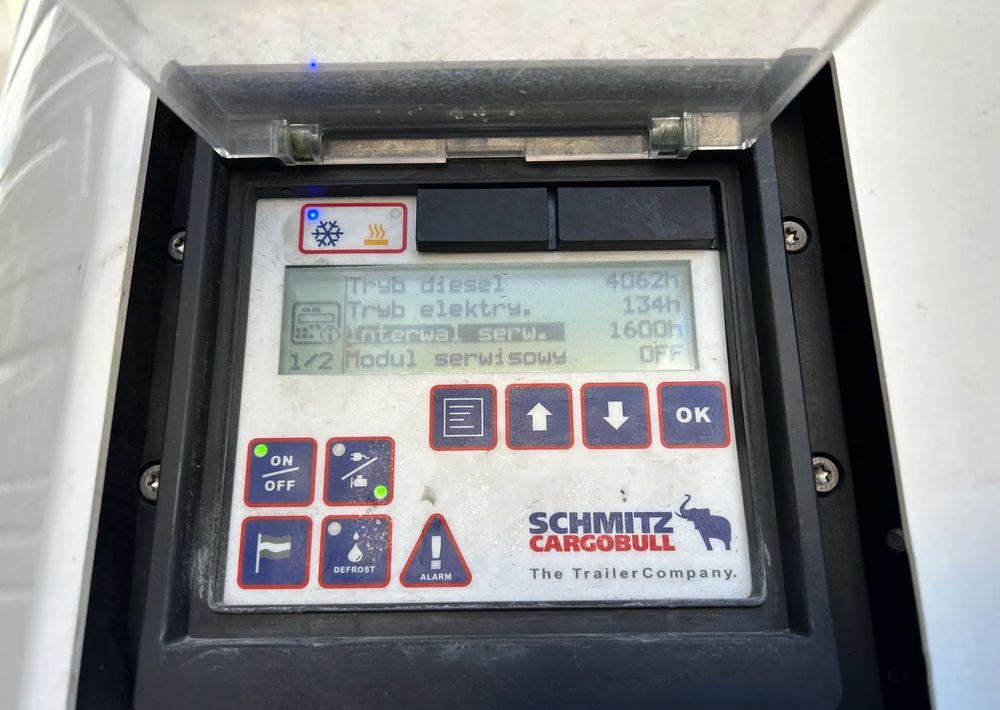 Tryb diesel 4062h
Tryb elektry. 134h
Interwal serw. 1600h
1/2 Modul serwisowy OFF
OK
ON
OFF
DEFROST
ALARM
SCHMITZ
CARGOBULL
The TrailerCompany.